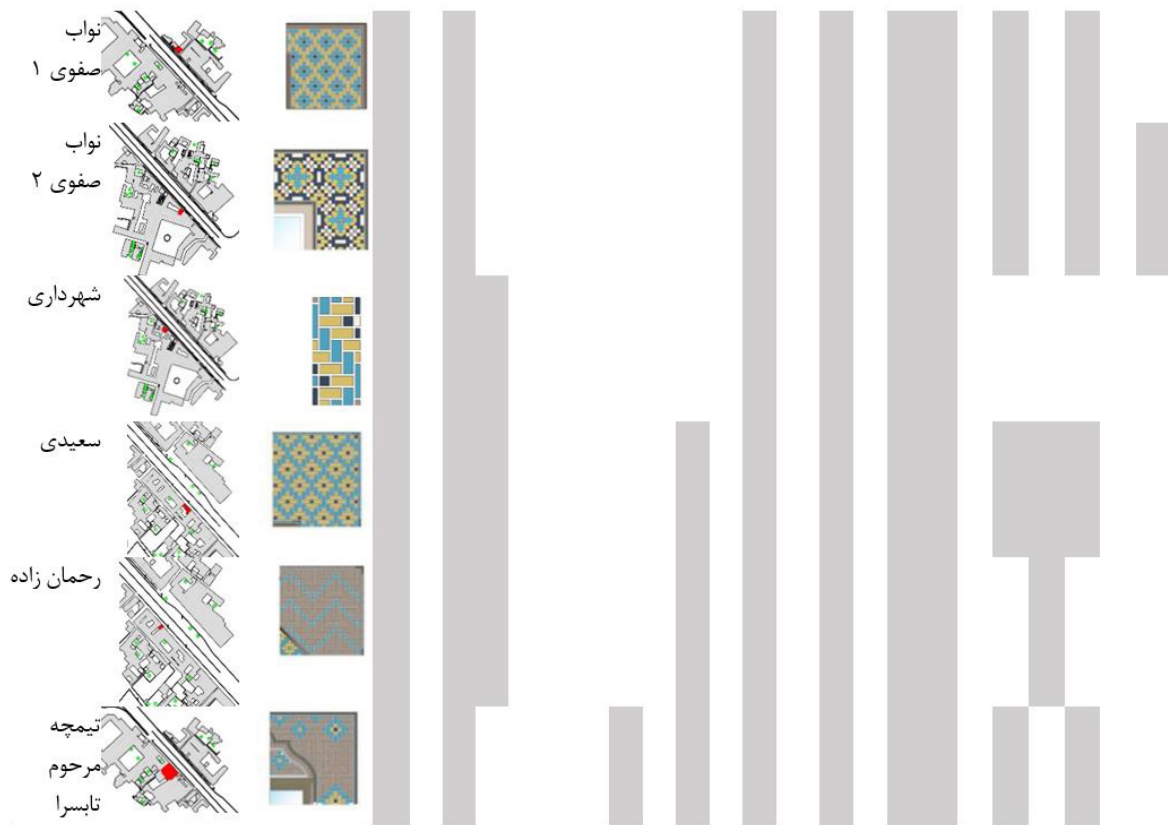 نواب
صفوی ۱
نواب
صفوی ۲
شهرداری
سعیدی
رحمان زاده
تیمچه
مرحوم
تابسرا